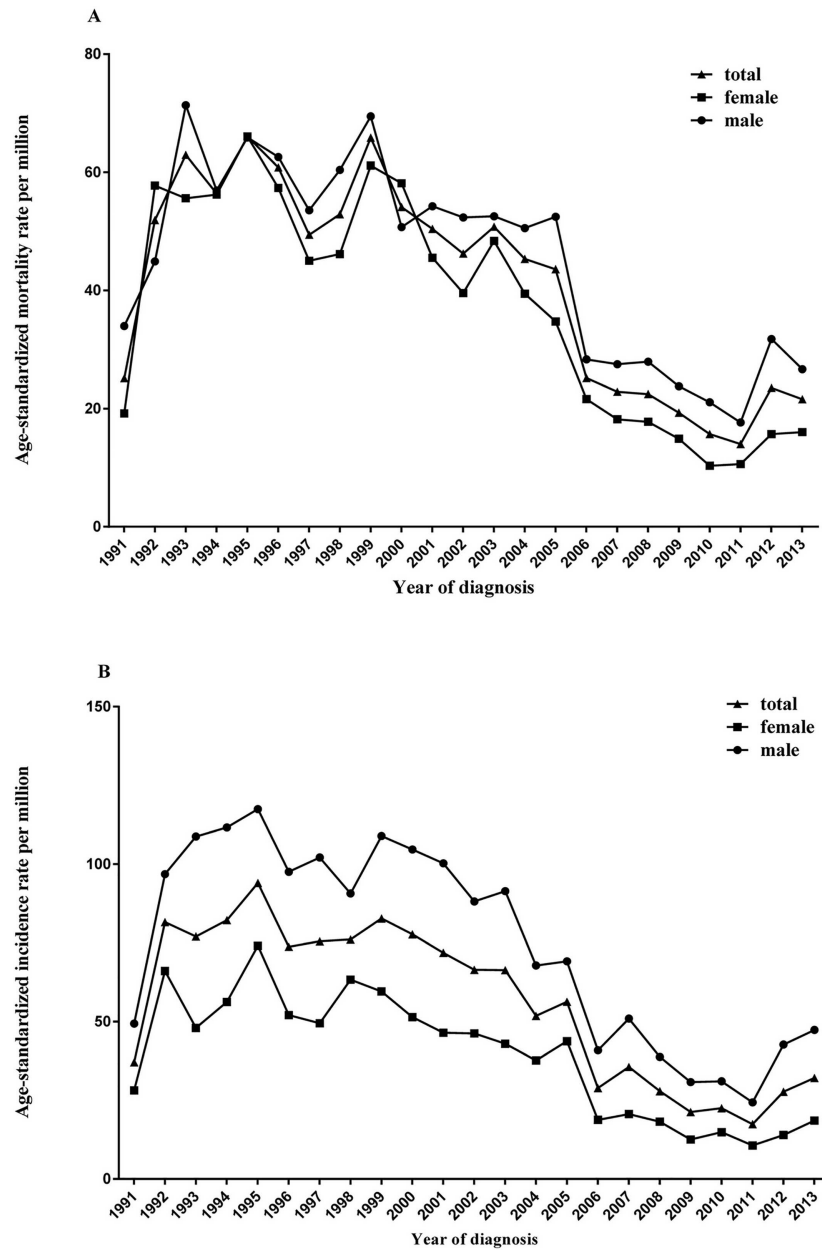 A
Age-standardized mortality rate per million
80
60
40
20
0
total
female
male
1991 1992 1993 1994 1995 1996 1997 1998 1999 2000 2001 2002 2003 2004 2005 2006 2007 2008 2009 2010 2011 2012 2013
Year of diagnosis
B
Age-standardized incidence rate per million
150
100
50
0
total
female
male
1991 1992 1993 1994 1995 1996 1997 1998 1999 2000 2001 2002 2003 2004 2005 2006 2007 2008 2009 2010 2011 2012 2013
Year of diagnosis